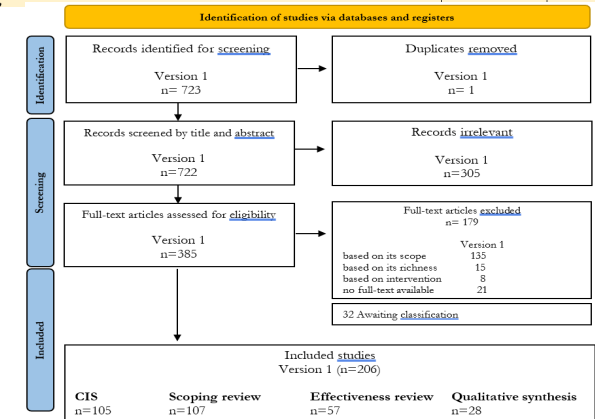 Identification of studies via databases and registers
Identification
Records identified for screening
Version 1
n= 723
Duplicates removed
Version 1
n= 1
Screening
Records screened by title and abstract
Version 1
n=722
Records irrelevant
Version 1
n=305
Full-text articles assessed for eligibility
Version 1
n=385
Full-text articles excluded
n= 179
Version 1
based on its scope 135
based on its richness 15
based on intervention 8
no full-text available 21
32 Awaiting classification
Included
Included studies
Version 1 (n=206)
CIS Scoping review Effectiveness review Qualitative synthesis
n=105 n=107 n=57 n=28